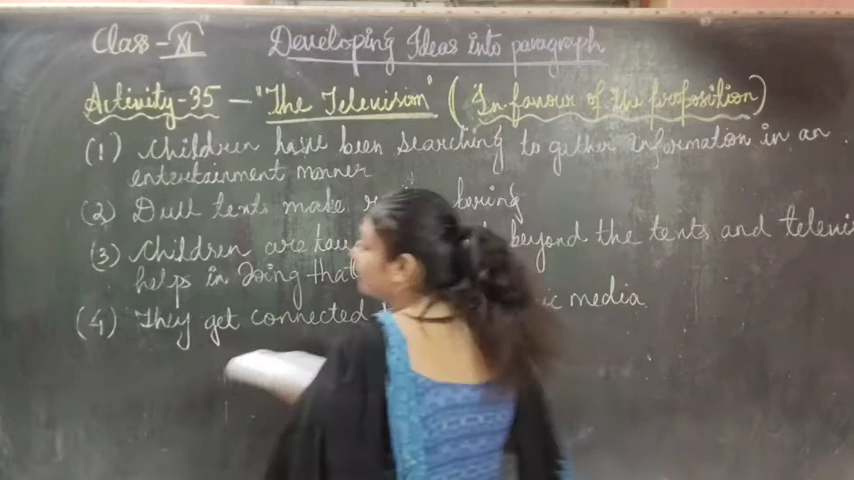 Class - XI Developing Ideas into paragraph
Activity-35 - "The Television" (In favour of the proposition)
(1) Children have been searching to gather information in an
entertainment manner
(2) Dull texts make boring
(3) Children are beyond the texts and
helps in doing that
(4) They get connected media